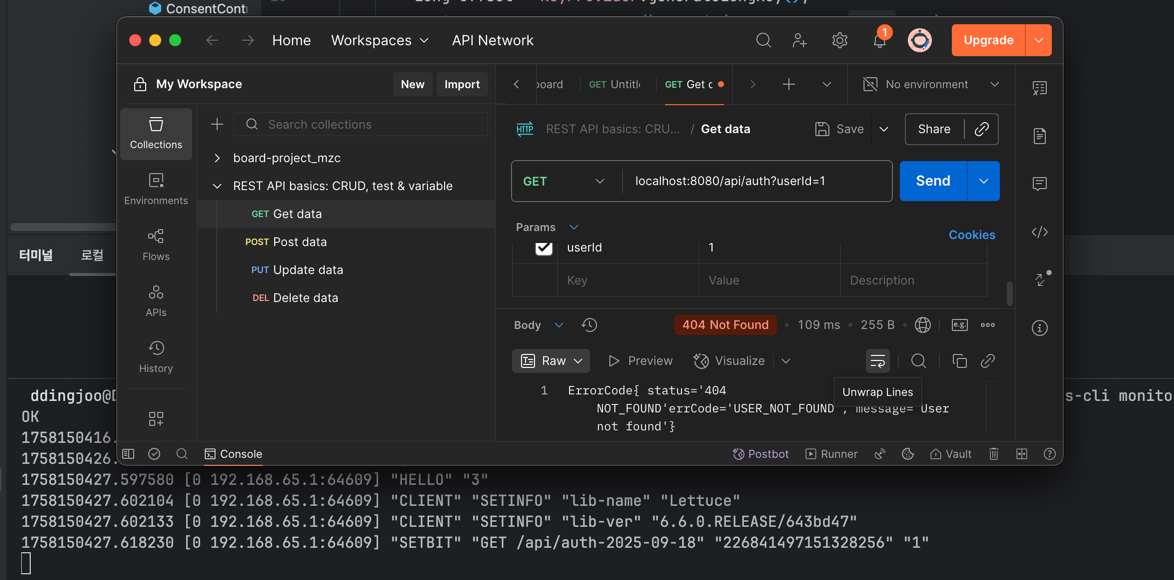 ConsentCont
Home
Workspaces
API Network
1
Upgrade
My Workspace
New
Import
board
GET Untitl
GET Get d
No environment
Collections
Environments
Flows
APIs
History
Search collections
board-project_mzc
REST API basics: CRUD, test & variable
GET Get data
POST Post data
PUT Update data
DEL Delete data
HTTP
REST API basics: CRU... / Get data
Save
Share
GET
localhost:8080/api/auth?userId=1
Send
Params
Cookies
userId
1
Key
Value
Description
Body
404 Not Found
109 ms
255 B
e.g.
Raw
Preview
Visualize
Unwrap Lines
1
ErrorCode{ status='404
NOT_FOUND'errCode='USER_NOT_FOUND', message='User
not found'}
Console
Postbot
Runner
Vault
터미널
로컬
ddingjoo@
s-cli monito
OK
1758150416.
1758150426.
1758150427.597580 [0 192.168.65.1:64609] "HELLO" "3"
1758150427.602104 [0 192.168.65.1:64609] "CLIENT" "SETINFO" "lib-name" "Lettuce"
1758150427.602133 [0 192.168.65.1:64609] "CLIENT" "SETINFO" "lib-ver" "6.6.0.RELEASE/643bd47"
1758150427.618230 [0 192.168.65.1:64609] "SETBIT" "GET /api/auth-2025-09-18" "226841497151328256" "1"